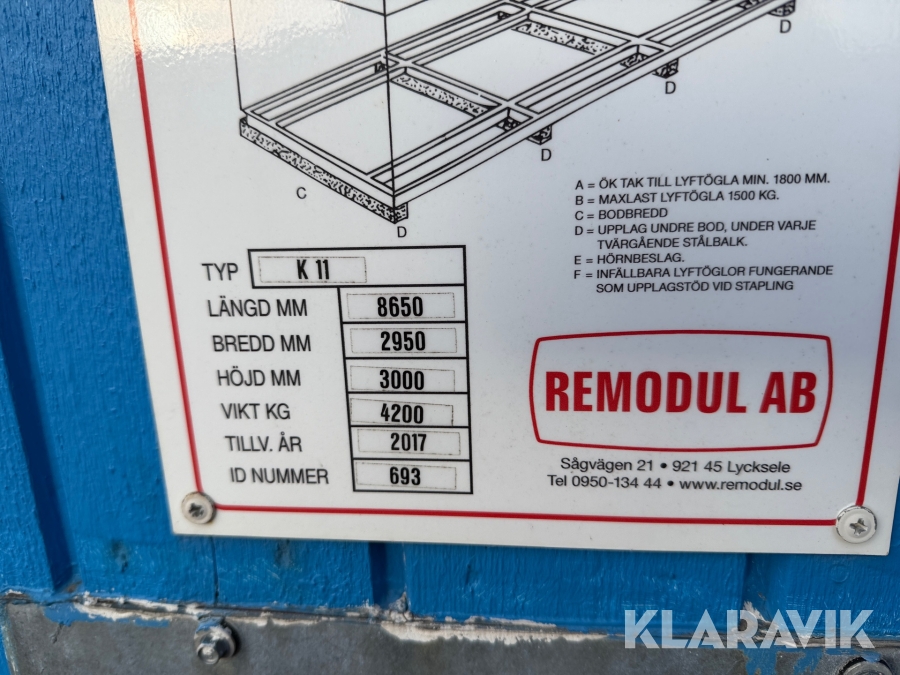 D
D
D
C
D
A = ÖK TAK TILL LYFTÖGLA MIN. 1800 MM.
B = MAXLAST LYFTÖGLA 1500 KG.
C = BODBREDD
D = UPPLAG UNDRE BOD, UNDER VARJE
TVÄRGÅENDE STÅLBALK.
E = HÖRNBESLAG.
F = INFÄLLBARA LYFTÖGLOR FUNGERANDE
SOM UPPLAGSTÖD VID STAPLING
TYP K 11
LÄNGD MM 8650
BREDD MM 2950
HÖJD MM 3000
VIKT KG 4200
TILLV. ÅR 2017
ID NUMMER 693
REMODUL AB
Sågvägen 21 • 921 45 Lycksele
Tel 0950-134 44 • www.remodul.se
KLARAVIK